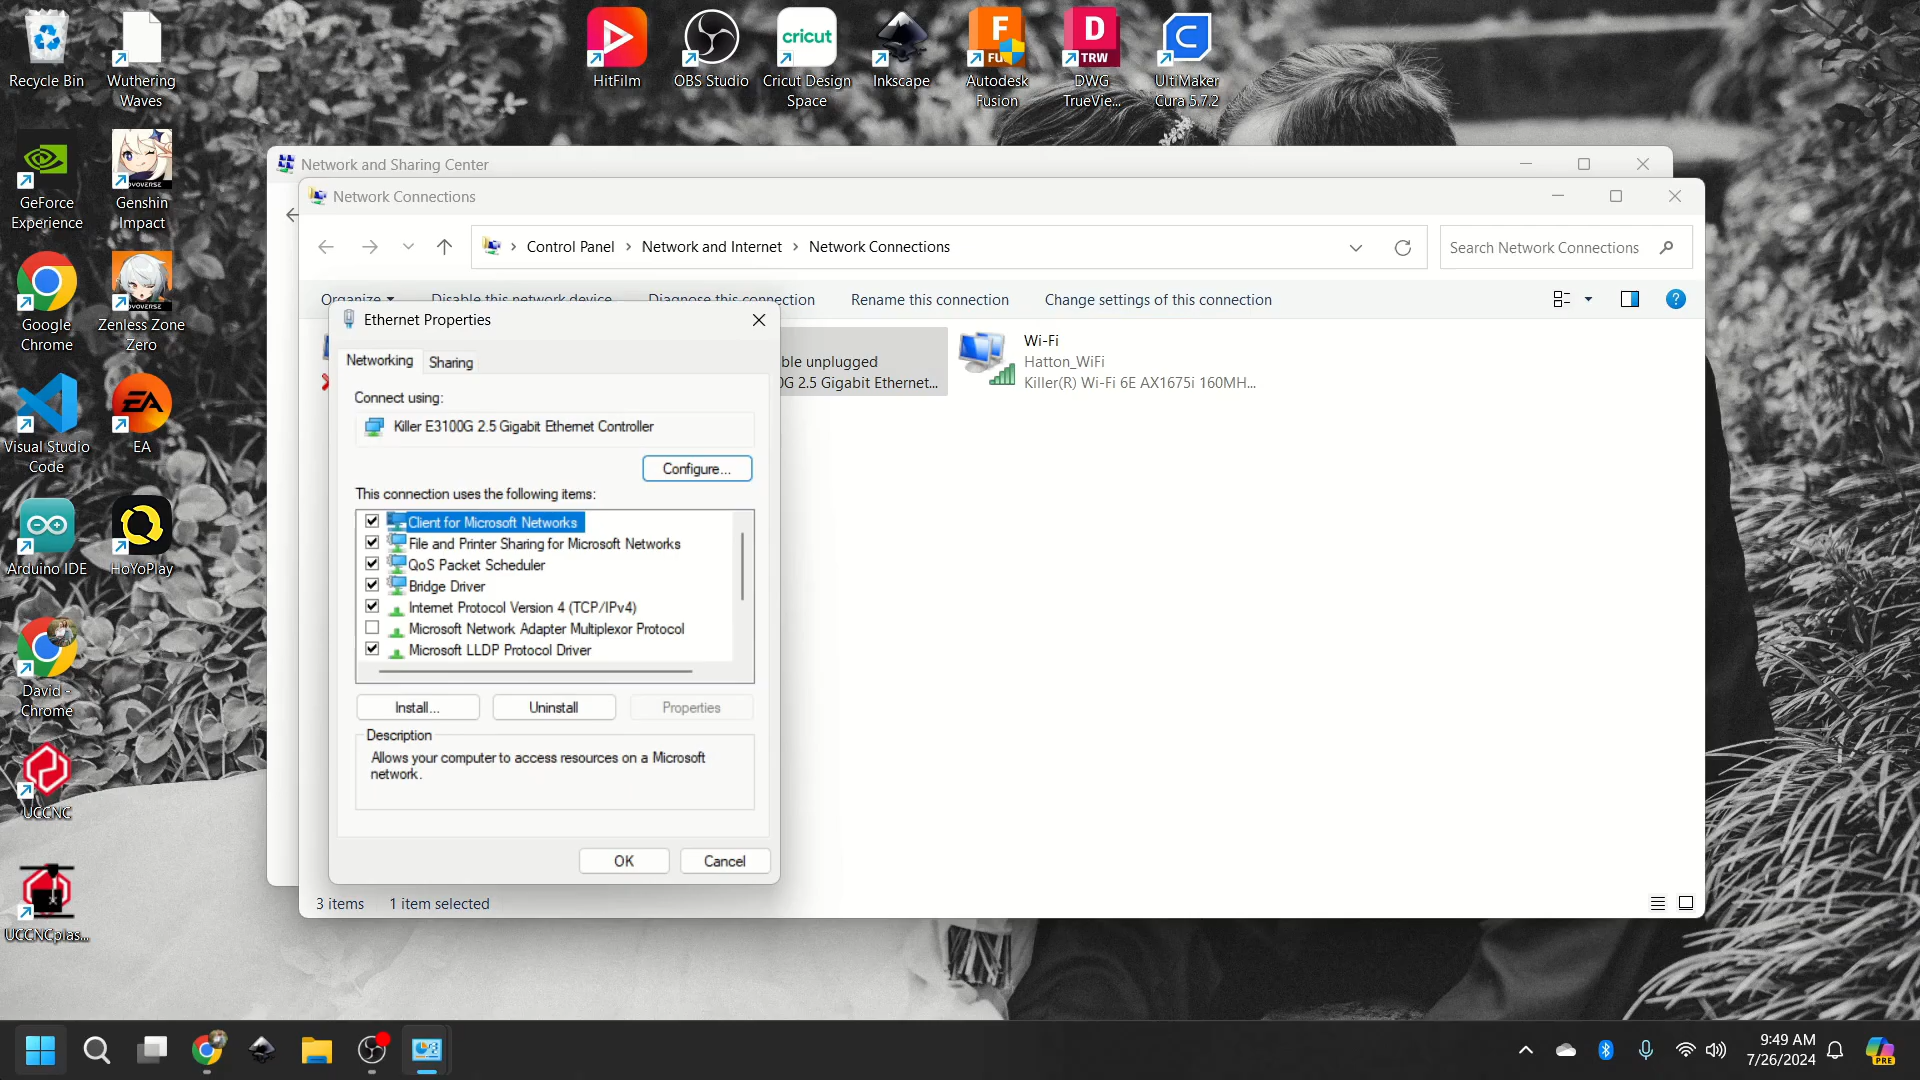 Recycle Bin
Wuthering
Waves
HitFilm
OBS Studio
cricut
Cricut Design
Space
Inkscape
F
FU
Autodesk
Fusion
D
TRW
DWG
TrueVie...
C
UltiMaker
Cura 5.7.2
GeForce
Experience
HOVOVERSE
Genshin
Impact
Google
Chrome
HOVOVERSE
Zenless Zone
Zero
Visual Studio
Code
EA
EA
Arduino IDE
HoYoPlay
David -
Chrome
UCCNC
UCCNCplas...
Network and Sharing Center
Network Connections
Control Panel
Network and Internet
Network Connections
Search Network Connections
Organize
Disable this network device
Diagnose this connection
Rename this connection
Change settings of this connection
ble unplugged
0G 2.5 Gigabit Ethernet...
Wi-Fi
Hatton_WiFi
Killer(R) Wi-Fi 6E AX1675i 160MH...
Ethernet Properties
Networking
Sharing
Connect using:
Killer E3100G 2.5 Gigabit Ethernet Controller
Configure...
This connection uses the following items:
Client for Microsoft Networks
File and Printer Sharing for Microsoft Networks
QoS Packet Scheduler
Bridge Driver
Internet Protocol Version 4 (TCP/IPv4)
Microsoft Network Adapter Multiplexor Protocol
Microsoft LLDP Protocol Driver
Install...
Uninstall
Properties
Description
Allows your computer to access resources on a Microsoft
network.
OK
Cancel
3 items
1 item selected
9:49 AM
7/26/2024
PRE